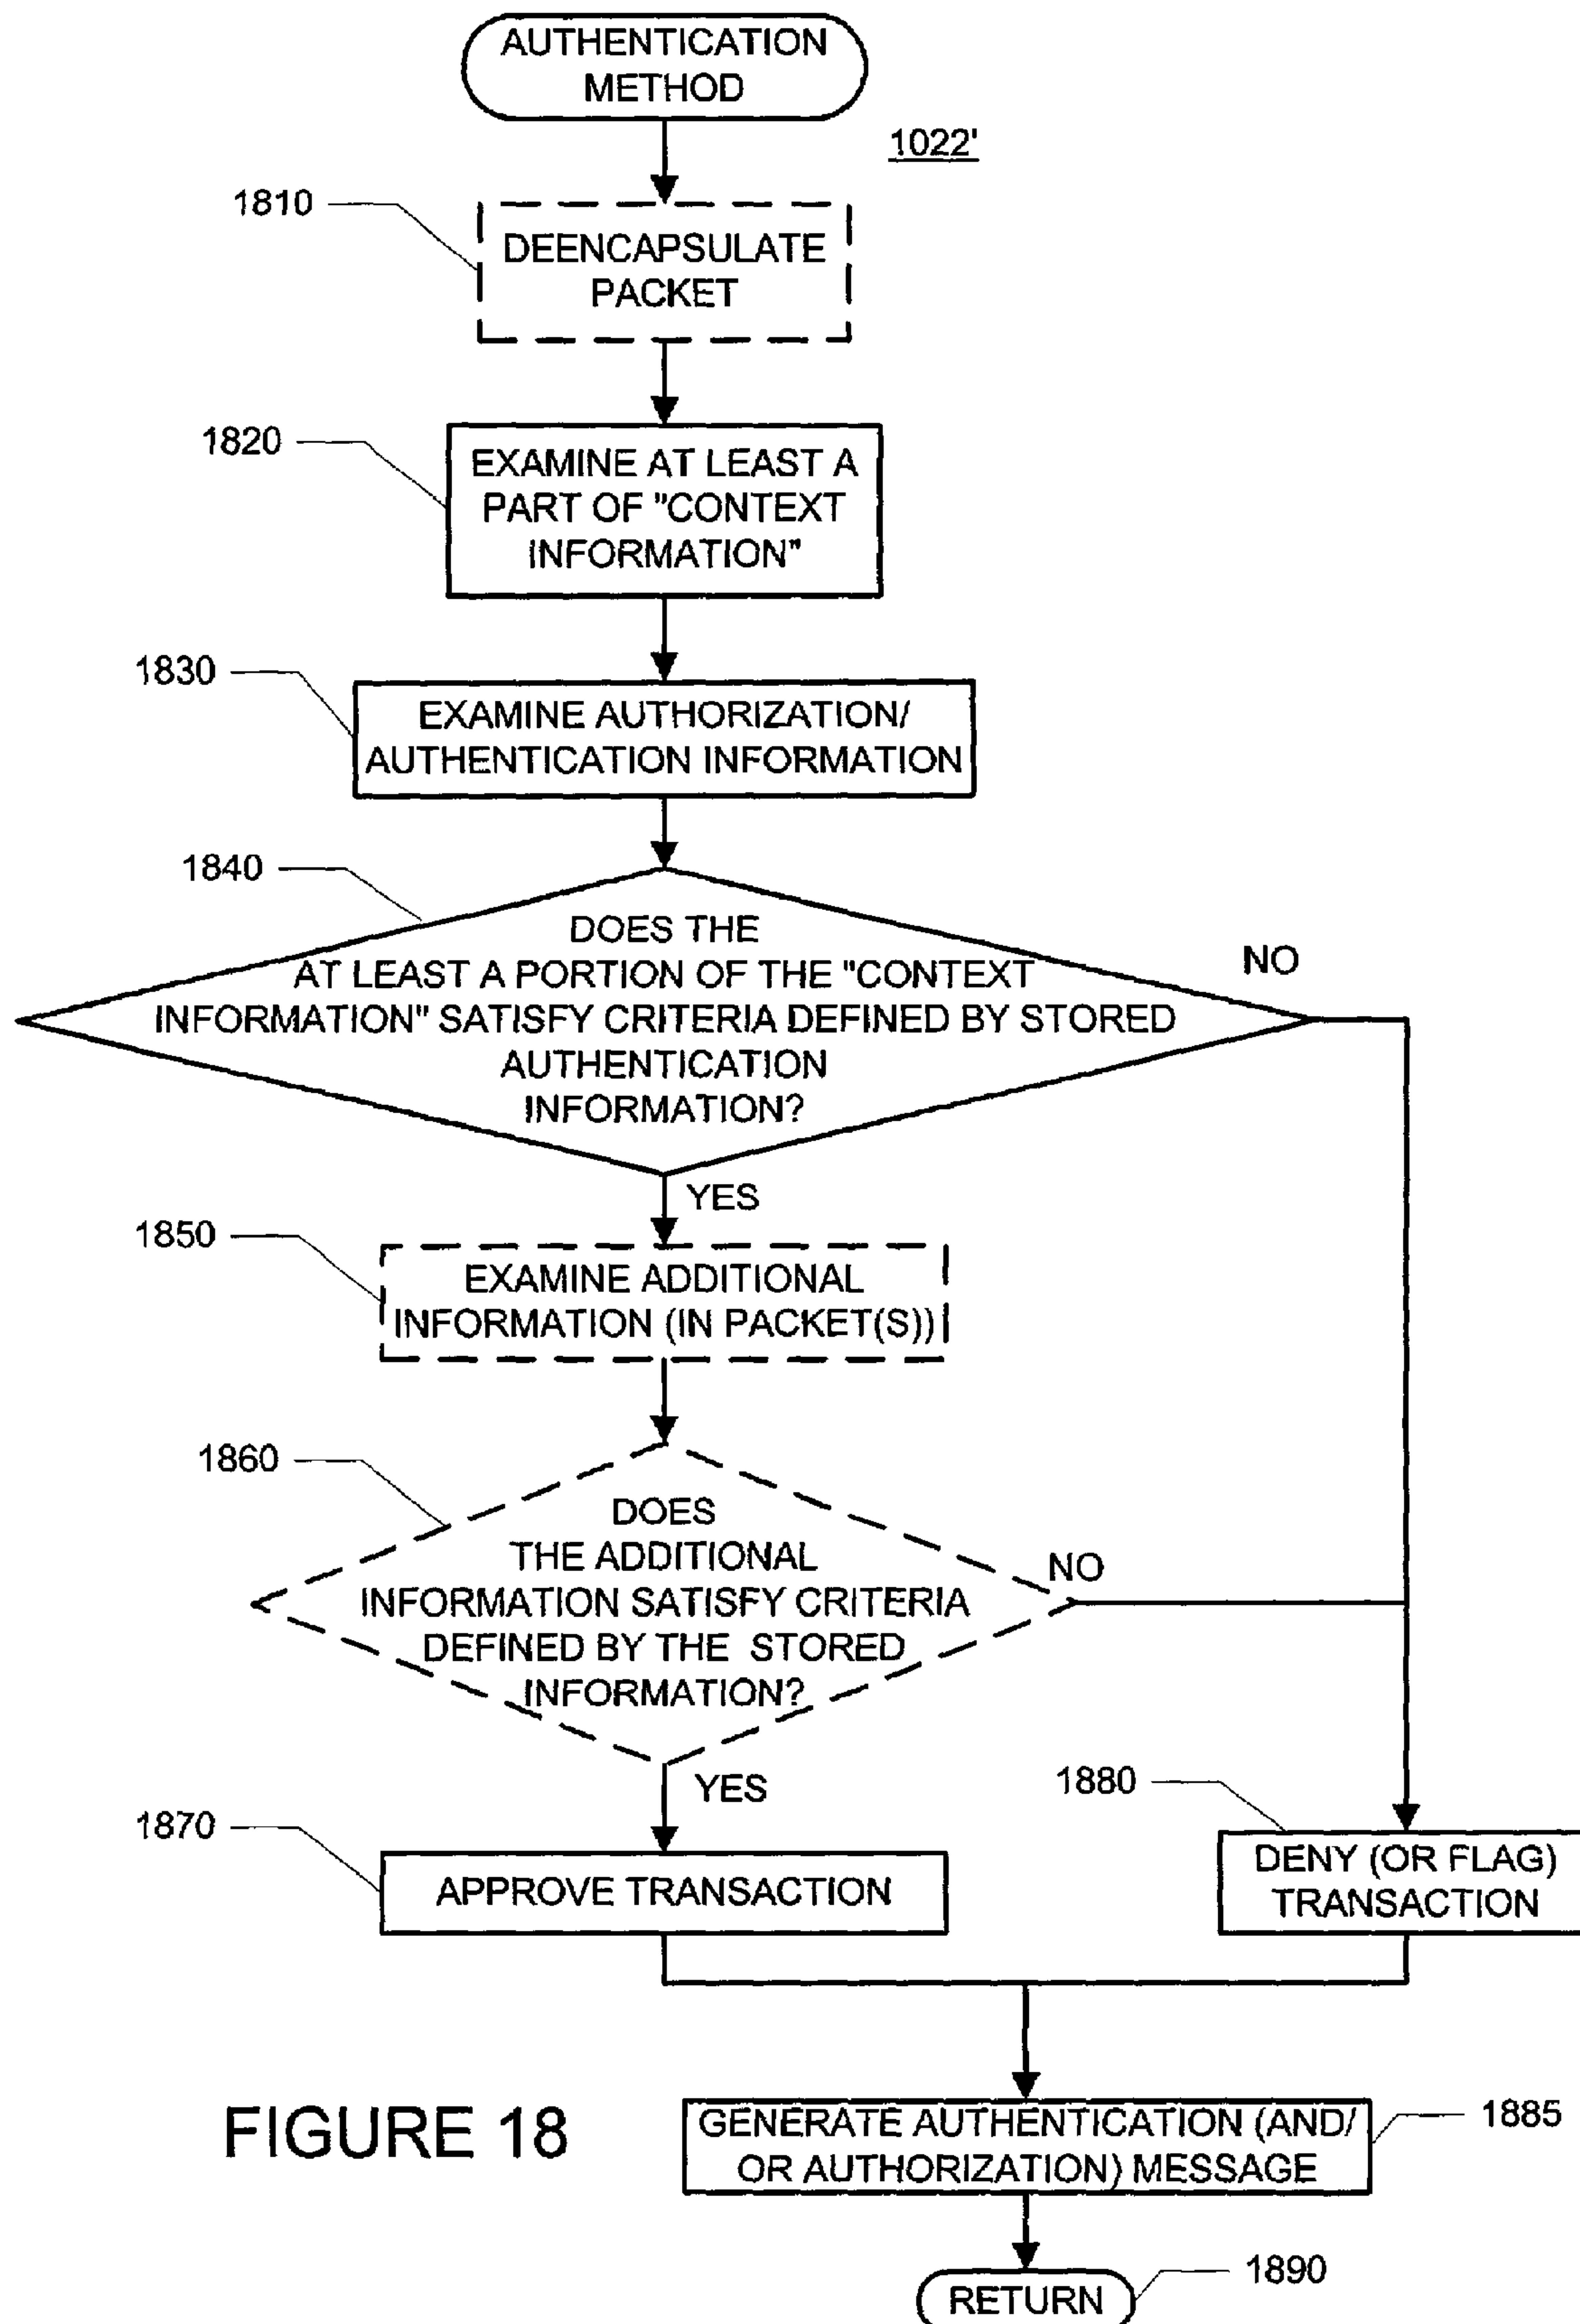 AUTHENTICATION
METHOD
1022'
1810
DEENCAPSULATE
PACKET
1820
EXAMINE AT LEAST A
PART OF "CONTEXT
INFORMATION"
1830
EXAMINE AUTHORIZATION/
AUTHENTICATION INFORMATION
1840
DOES THE
AT LEAST A PORTION OF THE "CONTEXT
INFORMATION" SATISFY CRITERIA DEFINED BY STORED
AUTHENTICATION
INFORMATION?
NO
YES
1850
EXAMINE ADDITIONAL
INFORMATION (IN PACKET(S))
1860
DOES
THE ADDITIONAL
INFORMATION SATISFY CRITERIA
DEFINED BY THE STORED
INFORMATION?
NO
YES
1870
APPROVE TRANSACTION
1880
DENY (OR FLAG)
TRANSACTION
FIGURE 18
GENERATE AUTHENTICATION (AND/
OR AUTHORIZATION) MESSAGE
1885
RETURN
1890